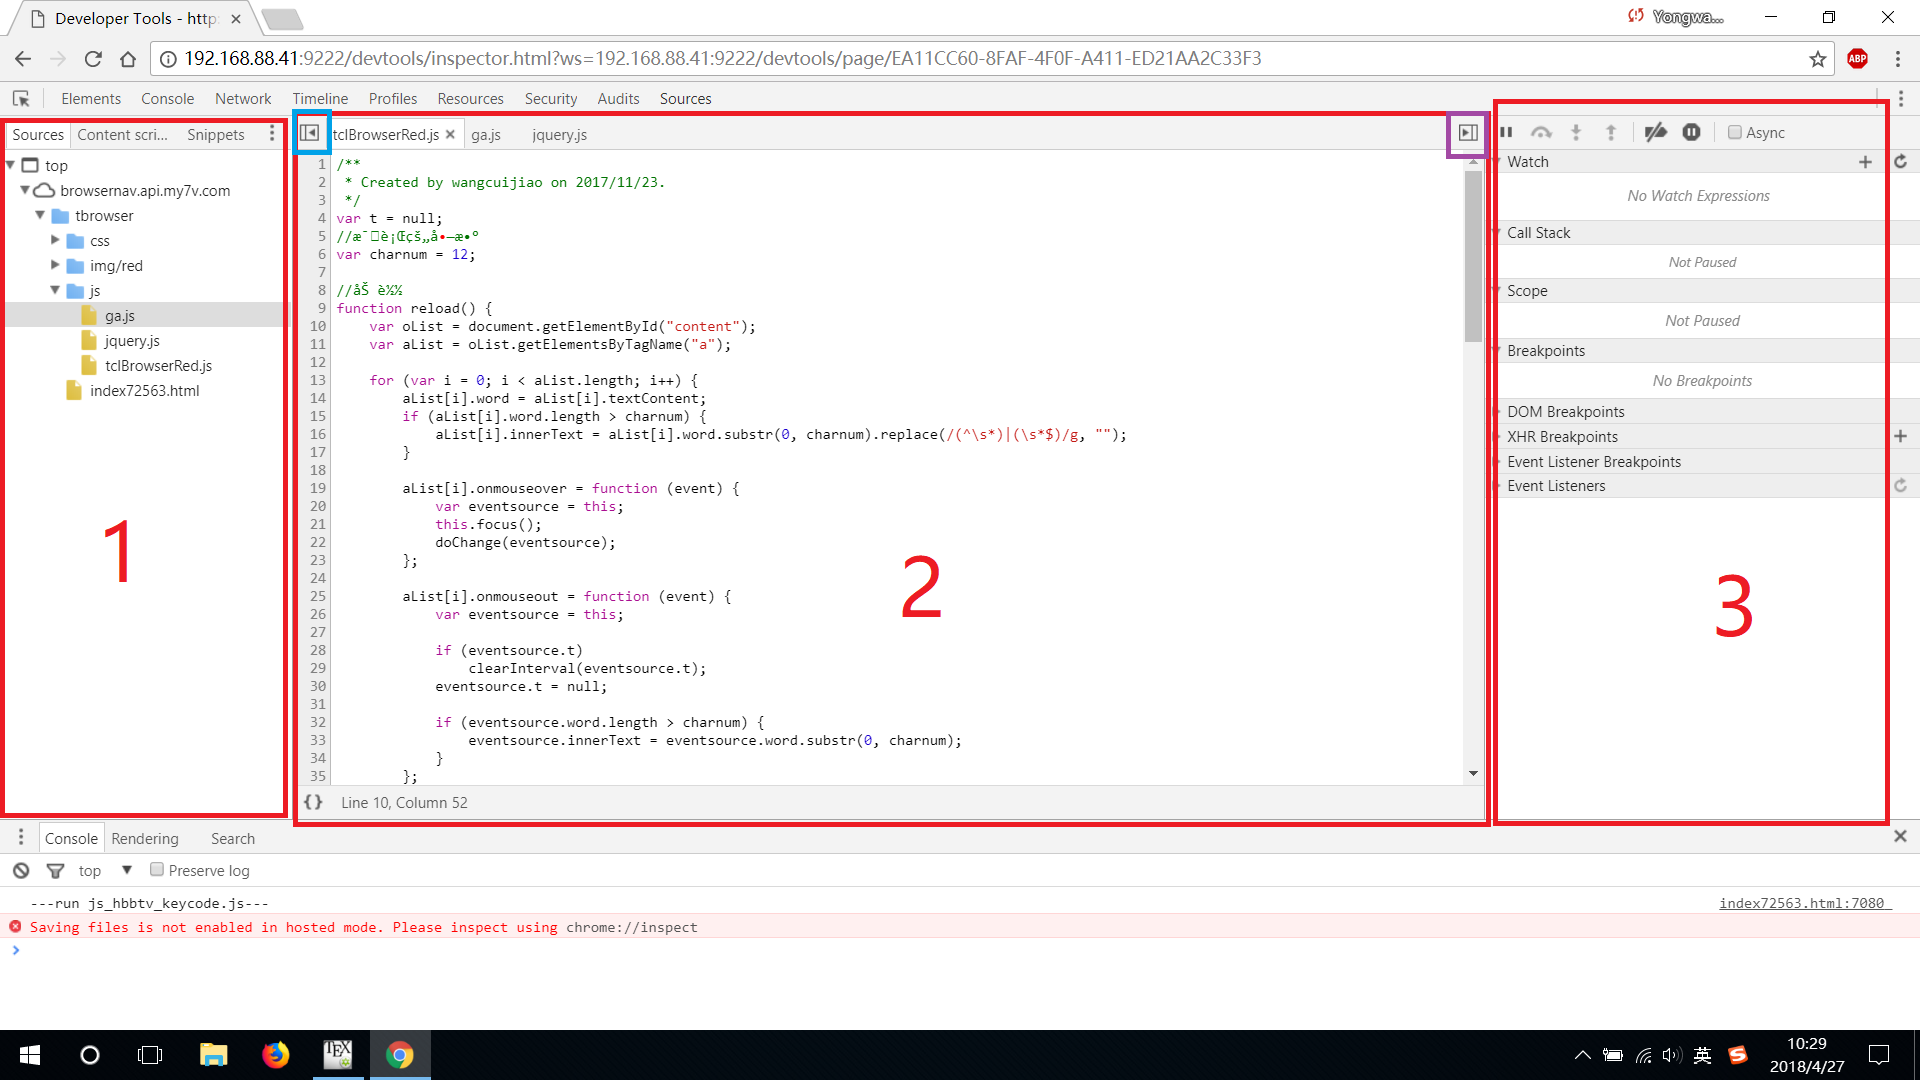 Developer Tools - http:
Yongwa...
192.168.88.41:9222/devtools/inspector.html?ws=192.168.88.41:9222/devtools/page/EA11CC60-8FAF-4F0F-A411-ED21AA2C33F3
ABP
Elements Console Network Timeline Profiles Resources Security Audits Sources
Sources Content scri... Snippets
top
browsernav.api.my7v.com
tbrowser
css
img/red
js
ga.js
jquery.js
tclBrowserRed.js
index72563.html
1
tclBrowserRed.js ga.js jquery.js
1 /**
2 * Created by wangcuijiao on 2017/11/23.
3 */
4 var t = null;
5 //
6 var charnum = 12;
7
8 //åŠ è½½
9 function reload() {
10 var oList = document.getElementById("content");
11 var aList = oList.getElementsByTagName("a");
12
13 for (var i = 0; i < aList.length; i++) {
14 aList[i].word = aList[i].textContent;
15 if (aList[i].word.length > charnum) {
16 aList[i].innerText = aList[i].word.substr(0, charnum).replace(/(^\s*)|(\s*$)/g, "");
17 }
18
19 aList[i].onmouseover = function (event) {
20 var eventsource = this;
21 this.focus();
22 doChange(eventsource);
23 };
24
25 aList[i].onmouseout = function (event) {
26 var eventsource = this;
27
28 if (eventsource.t)
29 clearInterval(eventsource.t);
30 eventsource.t = null;
31
32 if (eventsource.word.length > charnum) {
33 eventsource.innerText = eventsource.word.substr(0, charnum);
34 }
35 };
2
{} Line 10, Column 52
Async
Watch
No Watch Expressions
Call Stack
Not Paused
Scope
Not Paused
Breakpoints
No Breakpoints
DOM Breakpoints
XHR Breakpoints
Event Listener Breakpoints
Event Listeners
3
Console Rendering Search
top Preserve log
---run js_hbbtv_keycode.js--- index72563.html:7080
Saving files is not enabled in hosted mode. Please inspect using chrome://inspect
TEX
英
S
10:29
2018/4/27